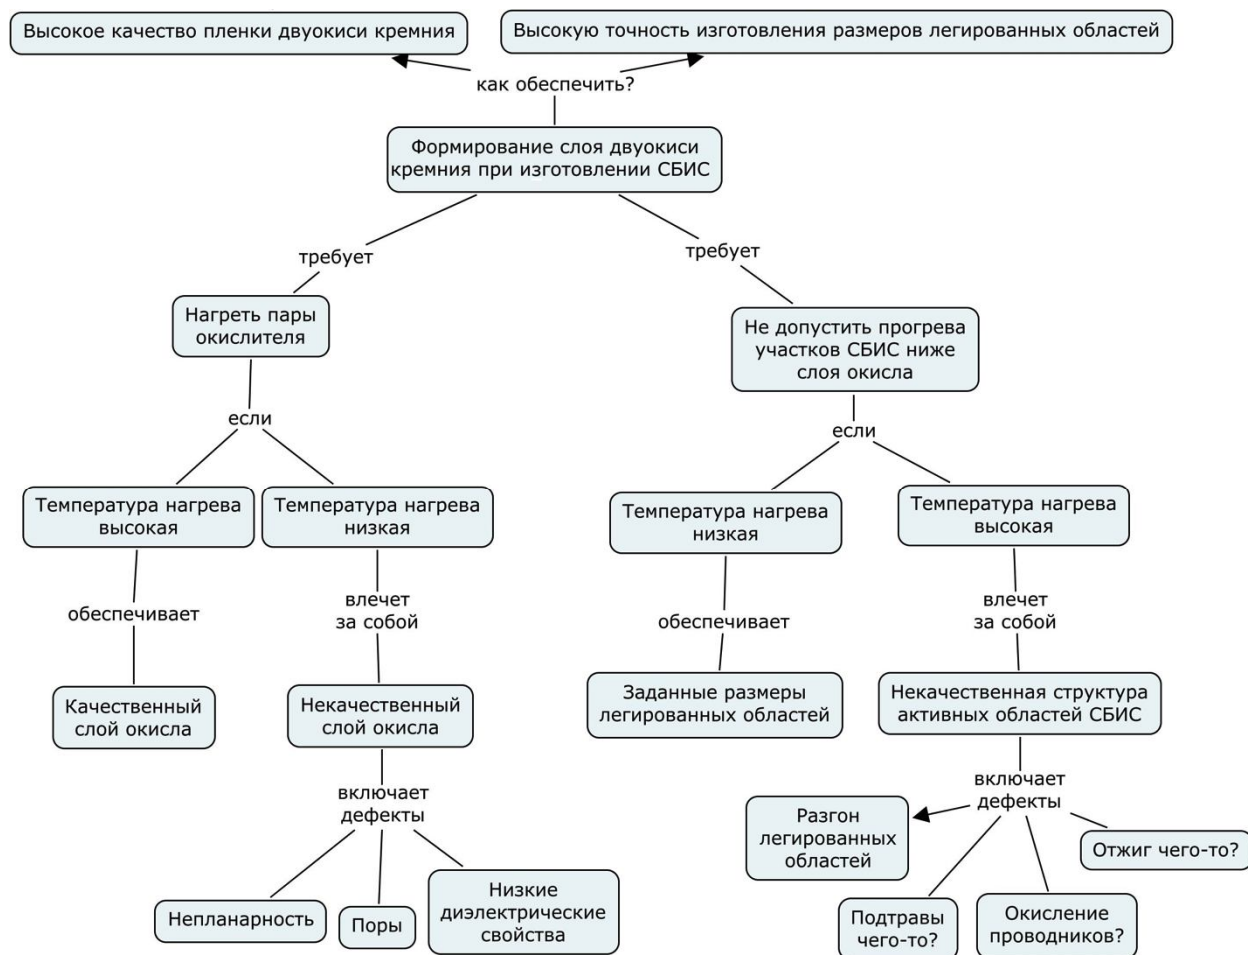 Высокое качество пленки двуокиси кремния
Высокую точность изготовления размеров легированных областей
как обеспечить?
Формирование слоя двуокиси
кремния при изготовлении СБИС
требует
требует
Нагреть пары
окислителя
Не допустить прогрева
участков СБИС ниже
слоя окисла
если
если
Температура нагрева
высокая
Температура нагрева
низкая
Температура нагрева
низкая
Температура нагрева
высокая
обеспечивает
влечет
за собой
обеспечивает
влечет
за собой
Качественный
слой окисла
Некачественный
слой окисла
Заданные размеры
легированных областей
Некачественная структура
активных областей СБИС
включает
дефекты
включает
дефекты
Непланарность
Поры
Низкие
диэлектрические
свойства
Разгон
легированных
областей
Подтравы
чего-то?
Окисление
проводников?
Отжиг чего-то?